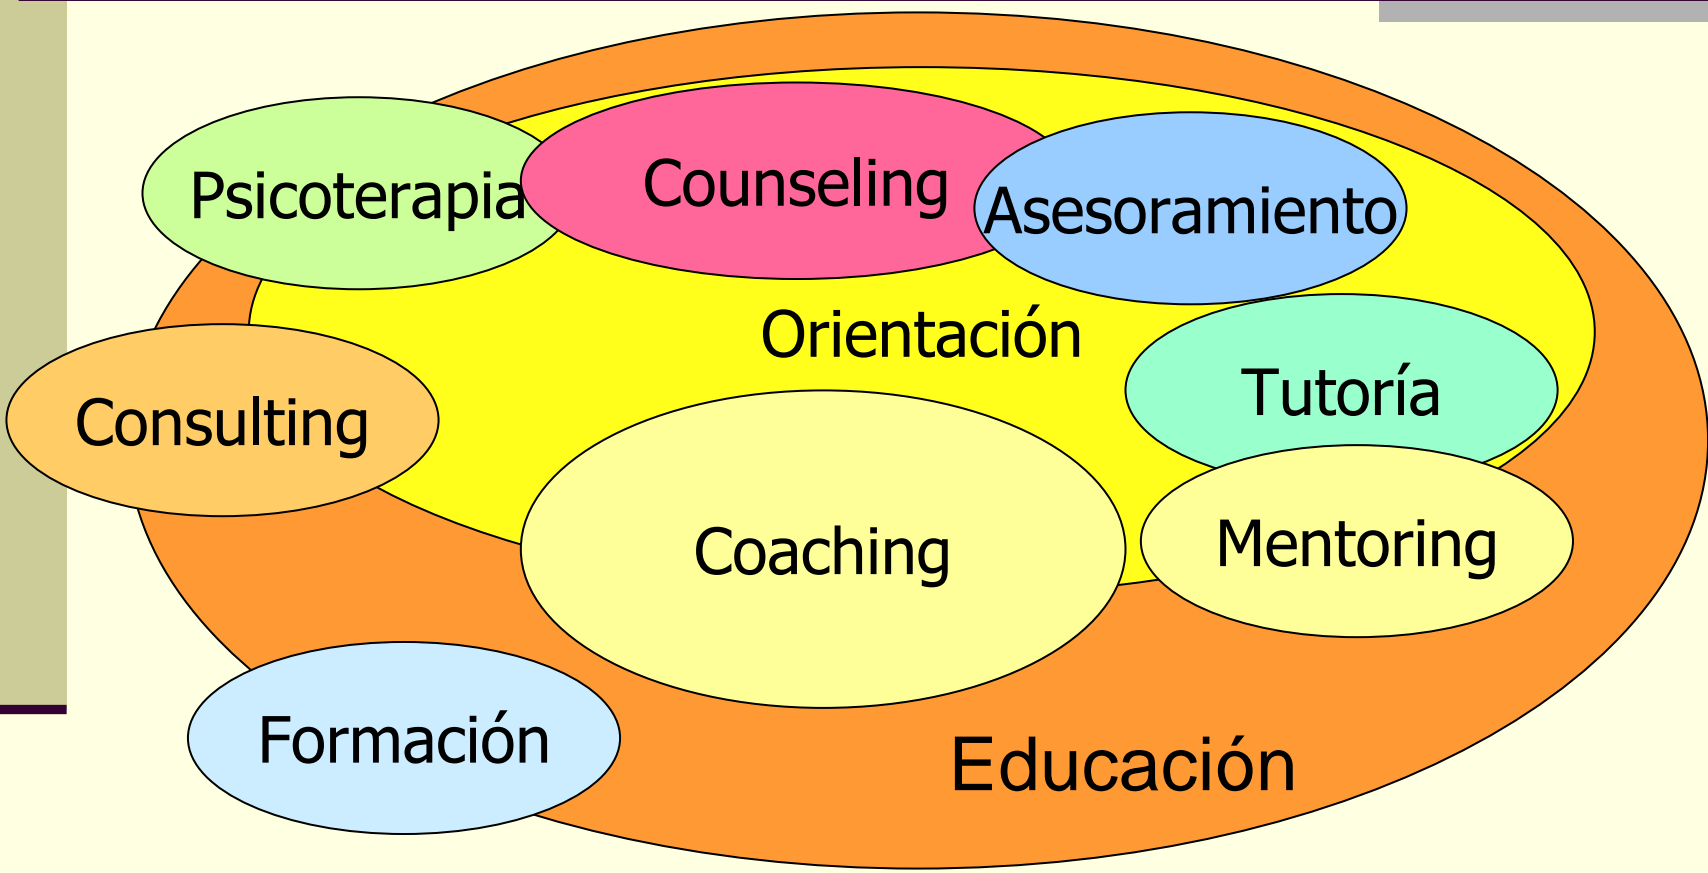 Psicoterapia
Counseling
Asesoramiento
Orientación
Tutoría
Consulting
Coaching
Mentoring
Formación
Educación